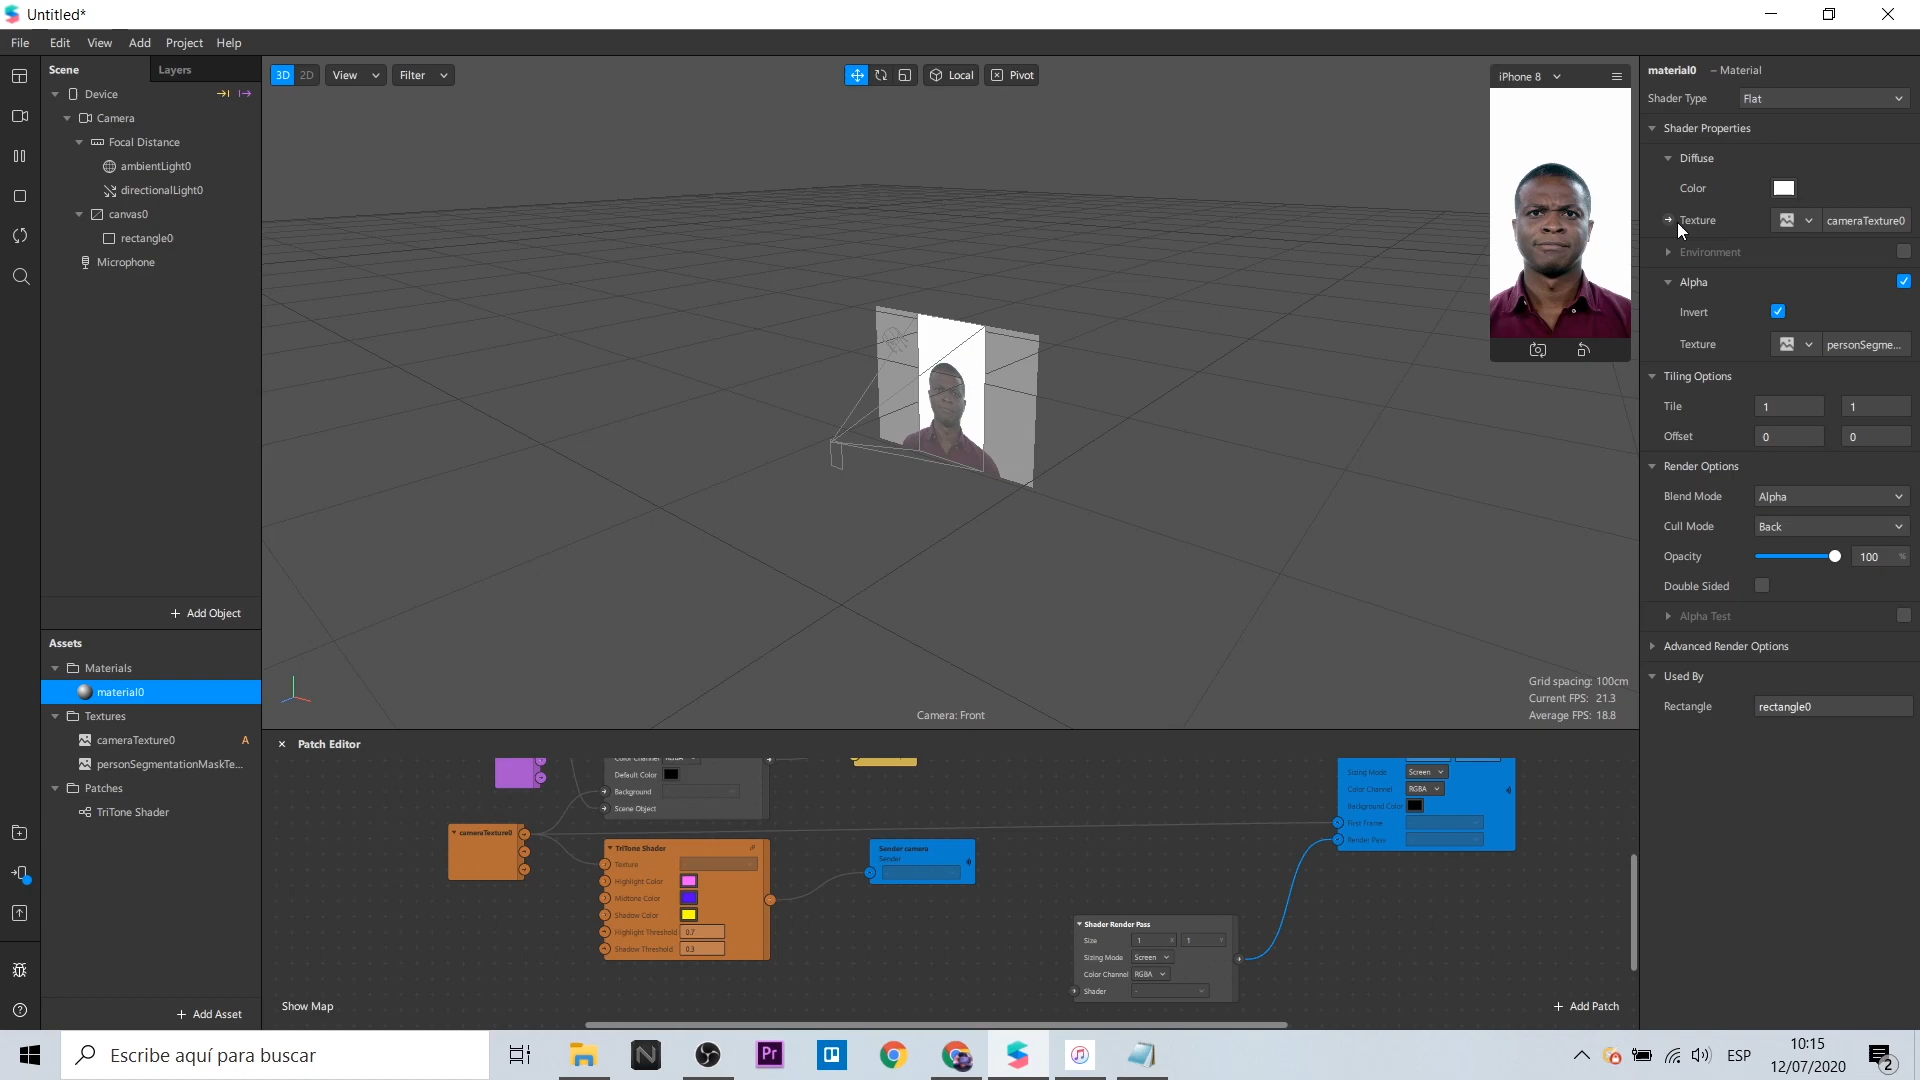 Untitled*
File Edit View Add Project Help
Scene Layers
Device
Camera
Focal Distance
ambientLight0
directionalLight0
canvas0
rectangle0
Microphone
+ Add Object
Assets
Materials
material0
Textures
cameraTexture0 A
personSegmentationMaskTe...
Patches
TriTone Shader
+ Add Asset
3D 2D View Filter
Local Pivot
iPhone 8
Grid spacing: 100cm
Current FPS: 21.3
Average FPS: 18.8
Camera: Front
× Patch Editor
Default Color
Background
Scene Object
cameraTexture0
TriTone Shader
Texture
Highlight Color
Midtone Color
Shadow Color
Highlight Threshold 0.7
Shadow Threshold 0.3
Sender camera
Sender
Shader Render Pass
Size 1 X 1 Y
Sizing Mode Screen
Color Channel RGBA
Shader -
Sizing Mode Screen
Color Channel RGBA
Background Color
First Frame
Render Pass
Show Map
+ Add Patch
material0 – Material
Shader Type Flat
Shader Properties
Diffuse
Color
Texture cameraTexture0
Environment
Alpha
Invert
Texture personSegme...
Tiling Options
Tile 1 1
Offset 0 0
Render Options
Blend Mode Alpha
Cull Mode Back
Opacity 100 %
Double Sided
Alpha Test
Advanced Render Options
Used By
Rectangle rectangle0
Escribe aquí para buscar
Pr
ESP
10:15
12/07/2020
2